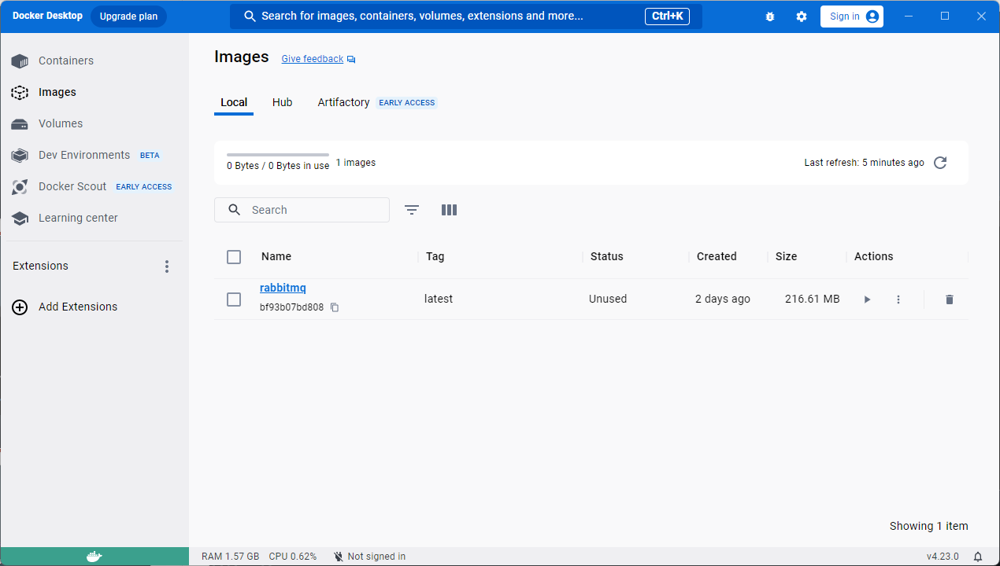 Docker Desktop Upgrade plan Search for images, containers, volumes, extensions and more... Ctrl+K Sign in
Containers
Images
Volumes
Dev Environments BETA
Docker Scout EARLY ACCESS
Learning center
Extensions
Add Extensions
Images Give feedback
Local Hub Artifactory EARLY ACCESS
0 Bytes / 0 Bytes in use 1 images Last refresh: 5 minutes ago
Search
Name Tag Status Created Size Actions
rabbitmq
bf93b07bd808
latest Unused 2 days ago 216.61 MB
Showing 1 item
RAM 1.57 GB CPU 0.62% Not signed in v4.23.0